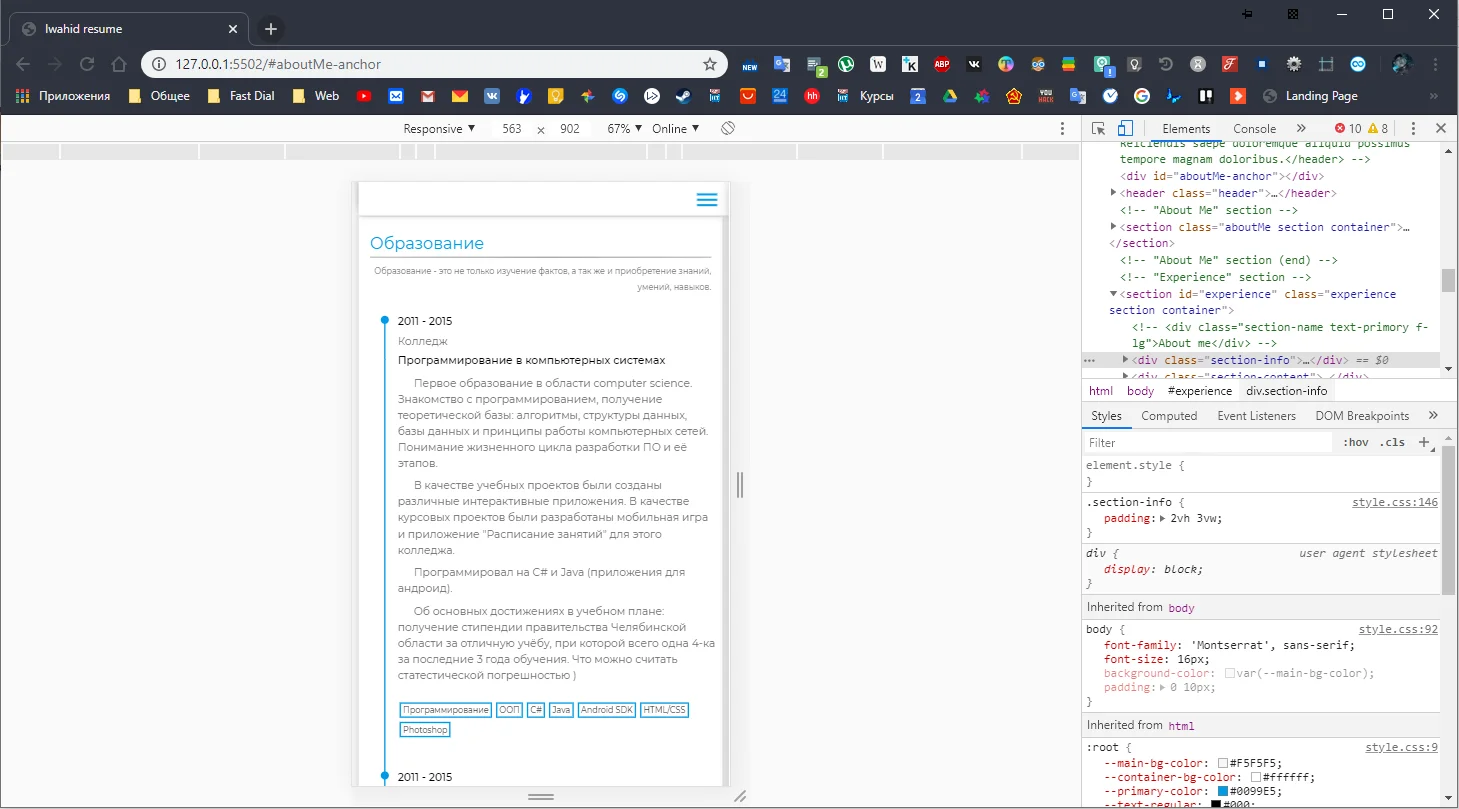 Iwahid resume
127.0.0.1:5502/#aboutMe-anchor
NEW
2
W
ABP
Приложения
Общее
Fast Dial
Web
24
hh
Курсы
2
YOU
HACK
Landing Page
»
Responsive ▼ 563 × 902 67% ▼ Online ▼
Elements Console » 10 8
Reiciendis saepe doloremque aliquid possimus
tempore magnam doloribus.</header> -->
<div id="aboutMe-anchor"></div>
<header class="header">…</header>
<!-- "About Me" section -->
<section class="aboutMe section container">…
</section>
<!-- "About Me" section (end) -->
<!-- "Experience" section -->
<section id="experience" class="experience
section container">
<!-- <div class="section-name text-primary f-
lg">About me</div> -->
<div class="section-info">…</div> == $0
<div class="section-content">…</div>
html body #experience div.section-info
Styles Computed Event Listeners DOM Breakpoints »
Filter :hov .cls +
element.style {
}
.section-info { style.css:146
padding: 2vh 3vw;
}
div { user agent stylesheet
display: block;
}
Inherited from body
body { style.css:92
font-family: 'Montserrat', sans-serif;
font-size: 16px;
background-color: var(--main-bg-color);
padding: 0 10px;
}
Inherited from html
:root { style.css:9
--main-bg-color: #F5F5F5;
--container-bg-color: #ffffff;
--primary-color: #0099E5;
--text-regular: #000;
Образование
Образование - это не только изучение фактов, а так же и приобретение знаний,
умений, навыков.
2011 - 2015
Колледж
Программирование в компьютерных системах
Первое образование в области computer science.
Знакомство с программированием, получение
теоретической базы: алгоритмы, структуры данных,
базы данных и принципы работы компьютерных сетей.
Понимание жизненного цикла разработки ПО и её
этапов.
В качестве учебных проектов были созданы
различные интерактивные приложения. В качестве
курсовых проектов были разработаны мобильная игра
и приложение "Расписание занятий" для этого
колледжа.
Программировал на C# и Java (приложения для
андроид).
Об основных достижениях в учебном плане:
получение стипендии правительства Челябинской
области за отличную учёбу, при которой всего одна 4-ка
за последние 3 года обучения. Что можно считать
статестической погрешностью )
Программирование ООП C# Java Android SDK HTML/CSS
Photoshop
2011 - 2015